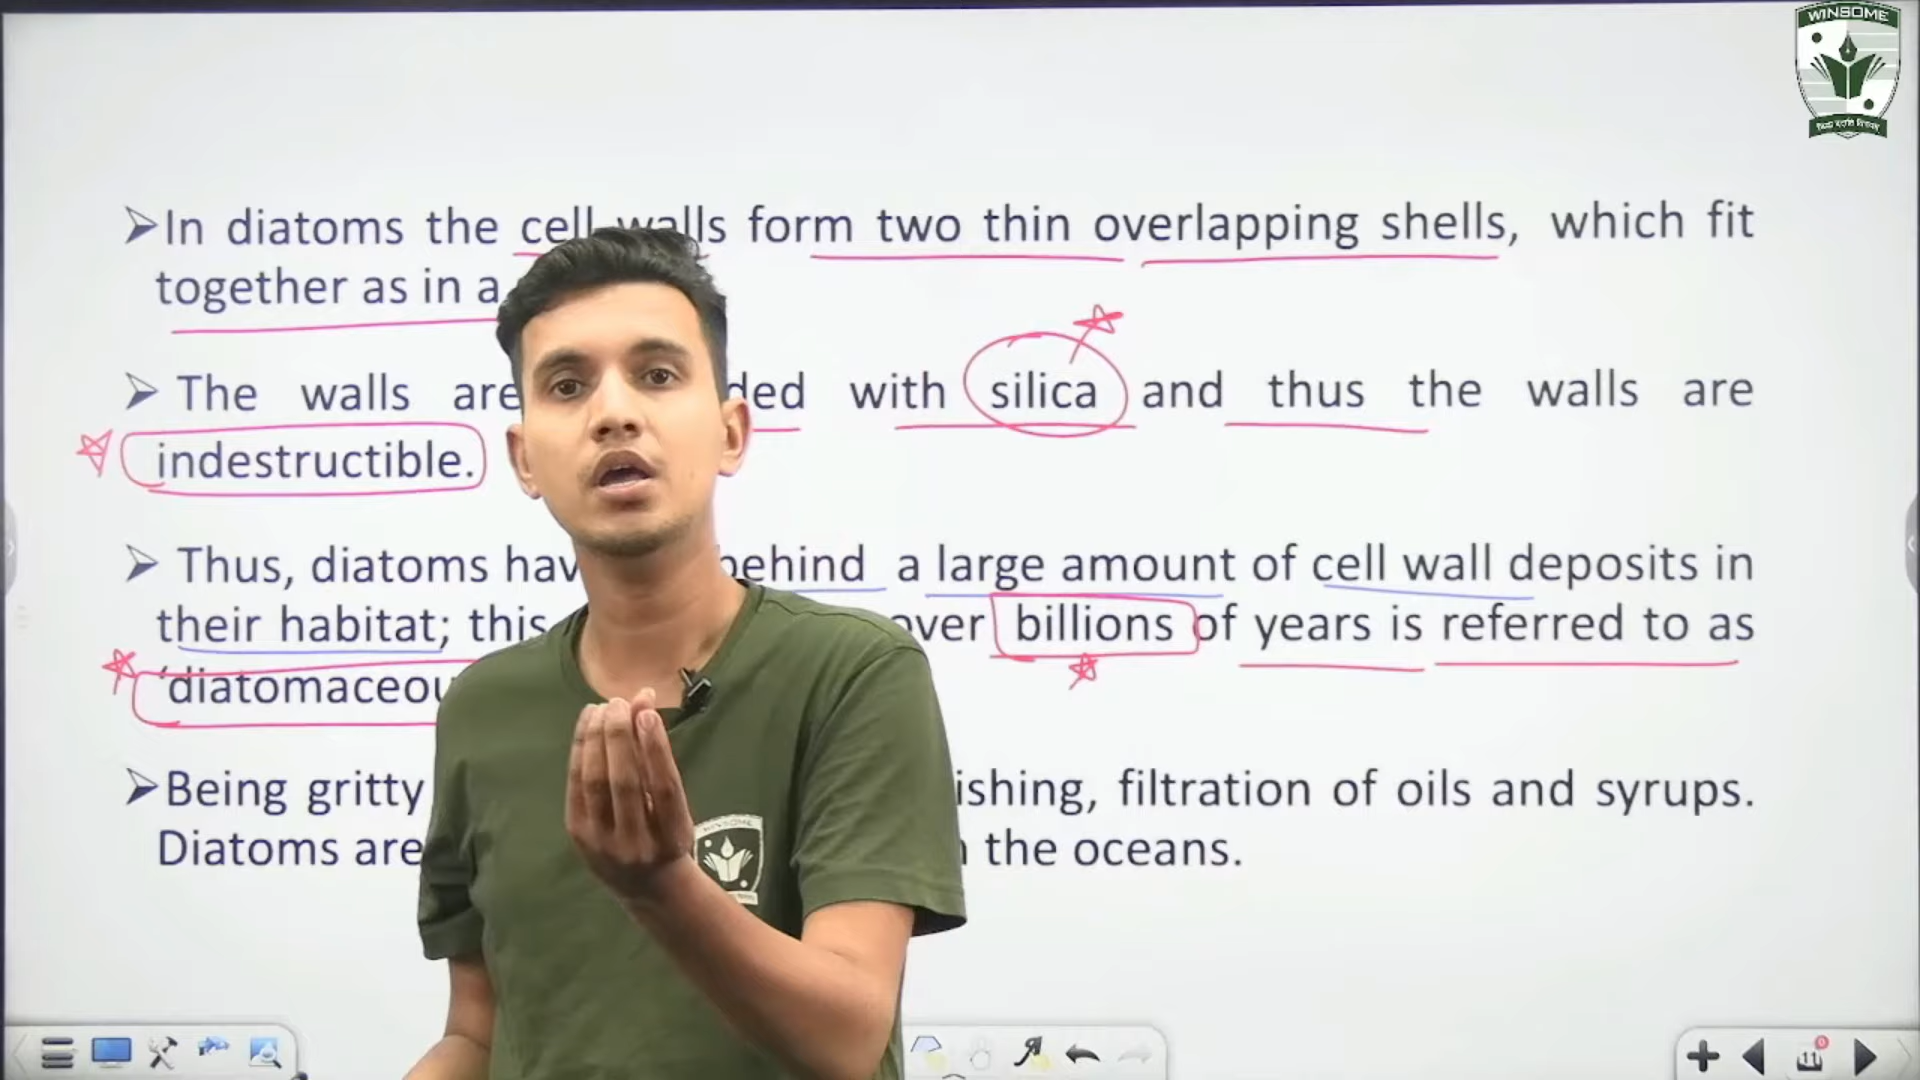 WINSOME
In diatoms the cell walls form two thin overlapping shells, which fit
together as in a
The walls are ded with silica and thus the walls are
indestructible.
Thus, diatoms hav behind a large amount of cell wall deposits in
their habitat; this over billions of years is referred to as
‘diatomaceou
Being gritty ishing, filtration of oils and syrups.
Diatoms are the oceans.
WINSOME
11